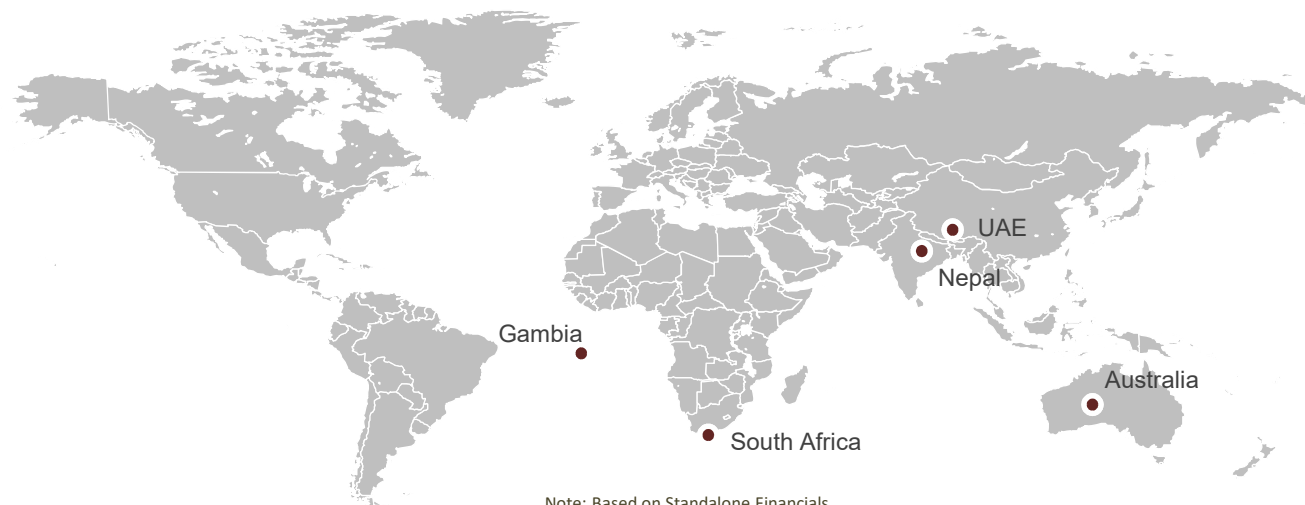 UAE
Nepal
Gambia
Australia
South Africa
Note: Based on Standalone Financials